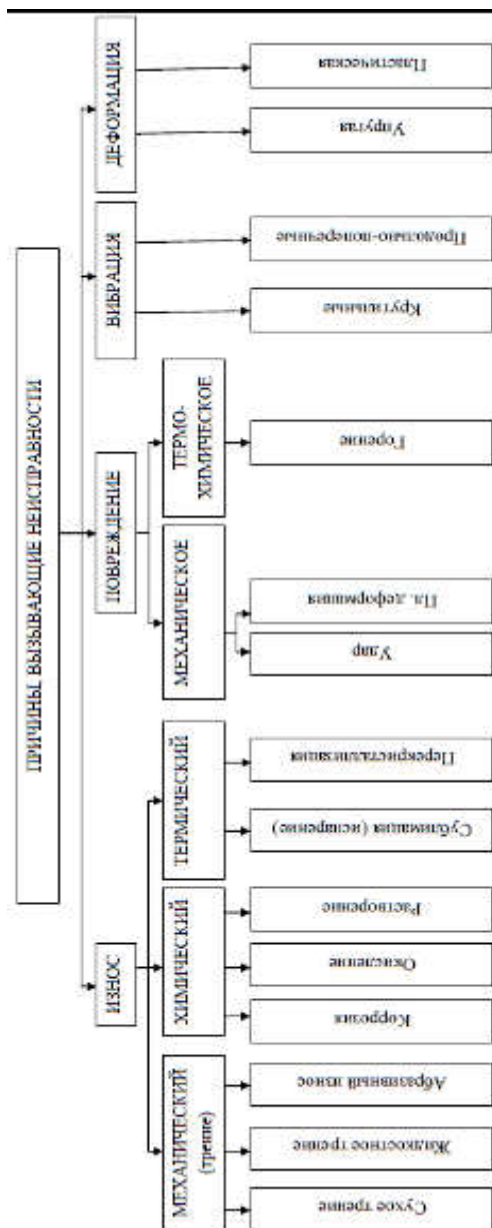 ПРИЧИНЫ ВЫЗЫВАЮЩИЕ НЕИСПРАВНОСТИ
ИЗНОС
ПОВРЕЖДЕНИЕ
ВИБРАЦИЯ
ДЕФОРМАЦИЯ
МЕХАНИЧЕСКИЙ
(трение)
ХИМИЧЕСКИЙ
ТЕРМИЧЕСКИЙ
МЕХАНИЧЕСКОЕ
ТЕРМО-
ХИМИЧЕСКОЕ
Сухое трение
Жидкостное трение
Абразивный износ
Коррозия
Окисление
Растворение
Сублимация (испарение)
Перекристаллизация
Удар
Пл. деформация
Горение
Крутильные
Продольно-поперечные
Упругая
Пластическая